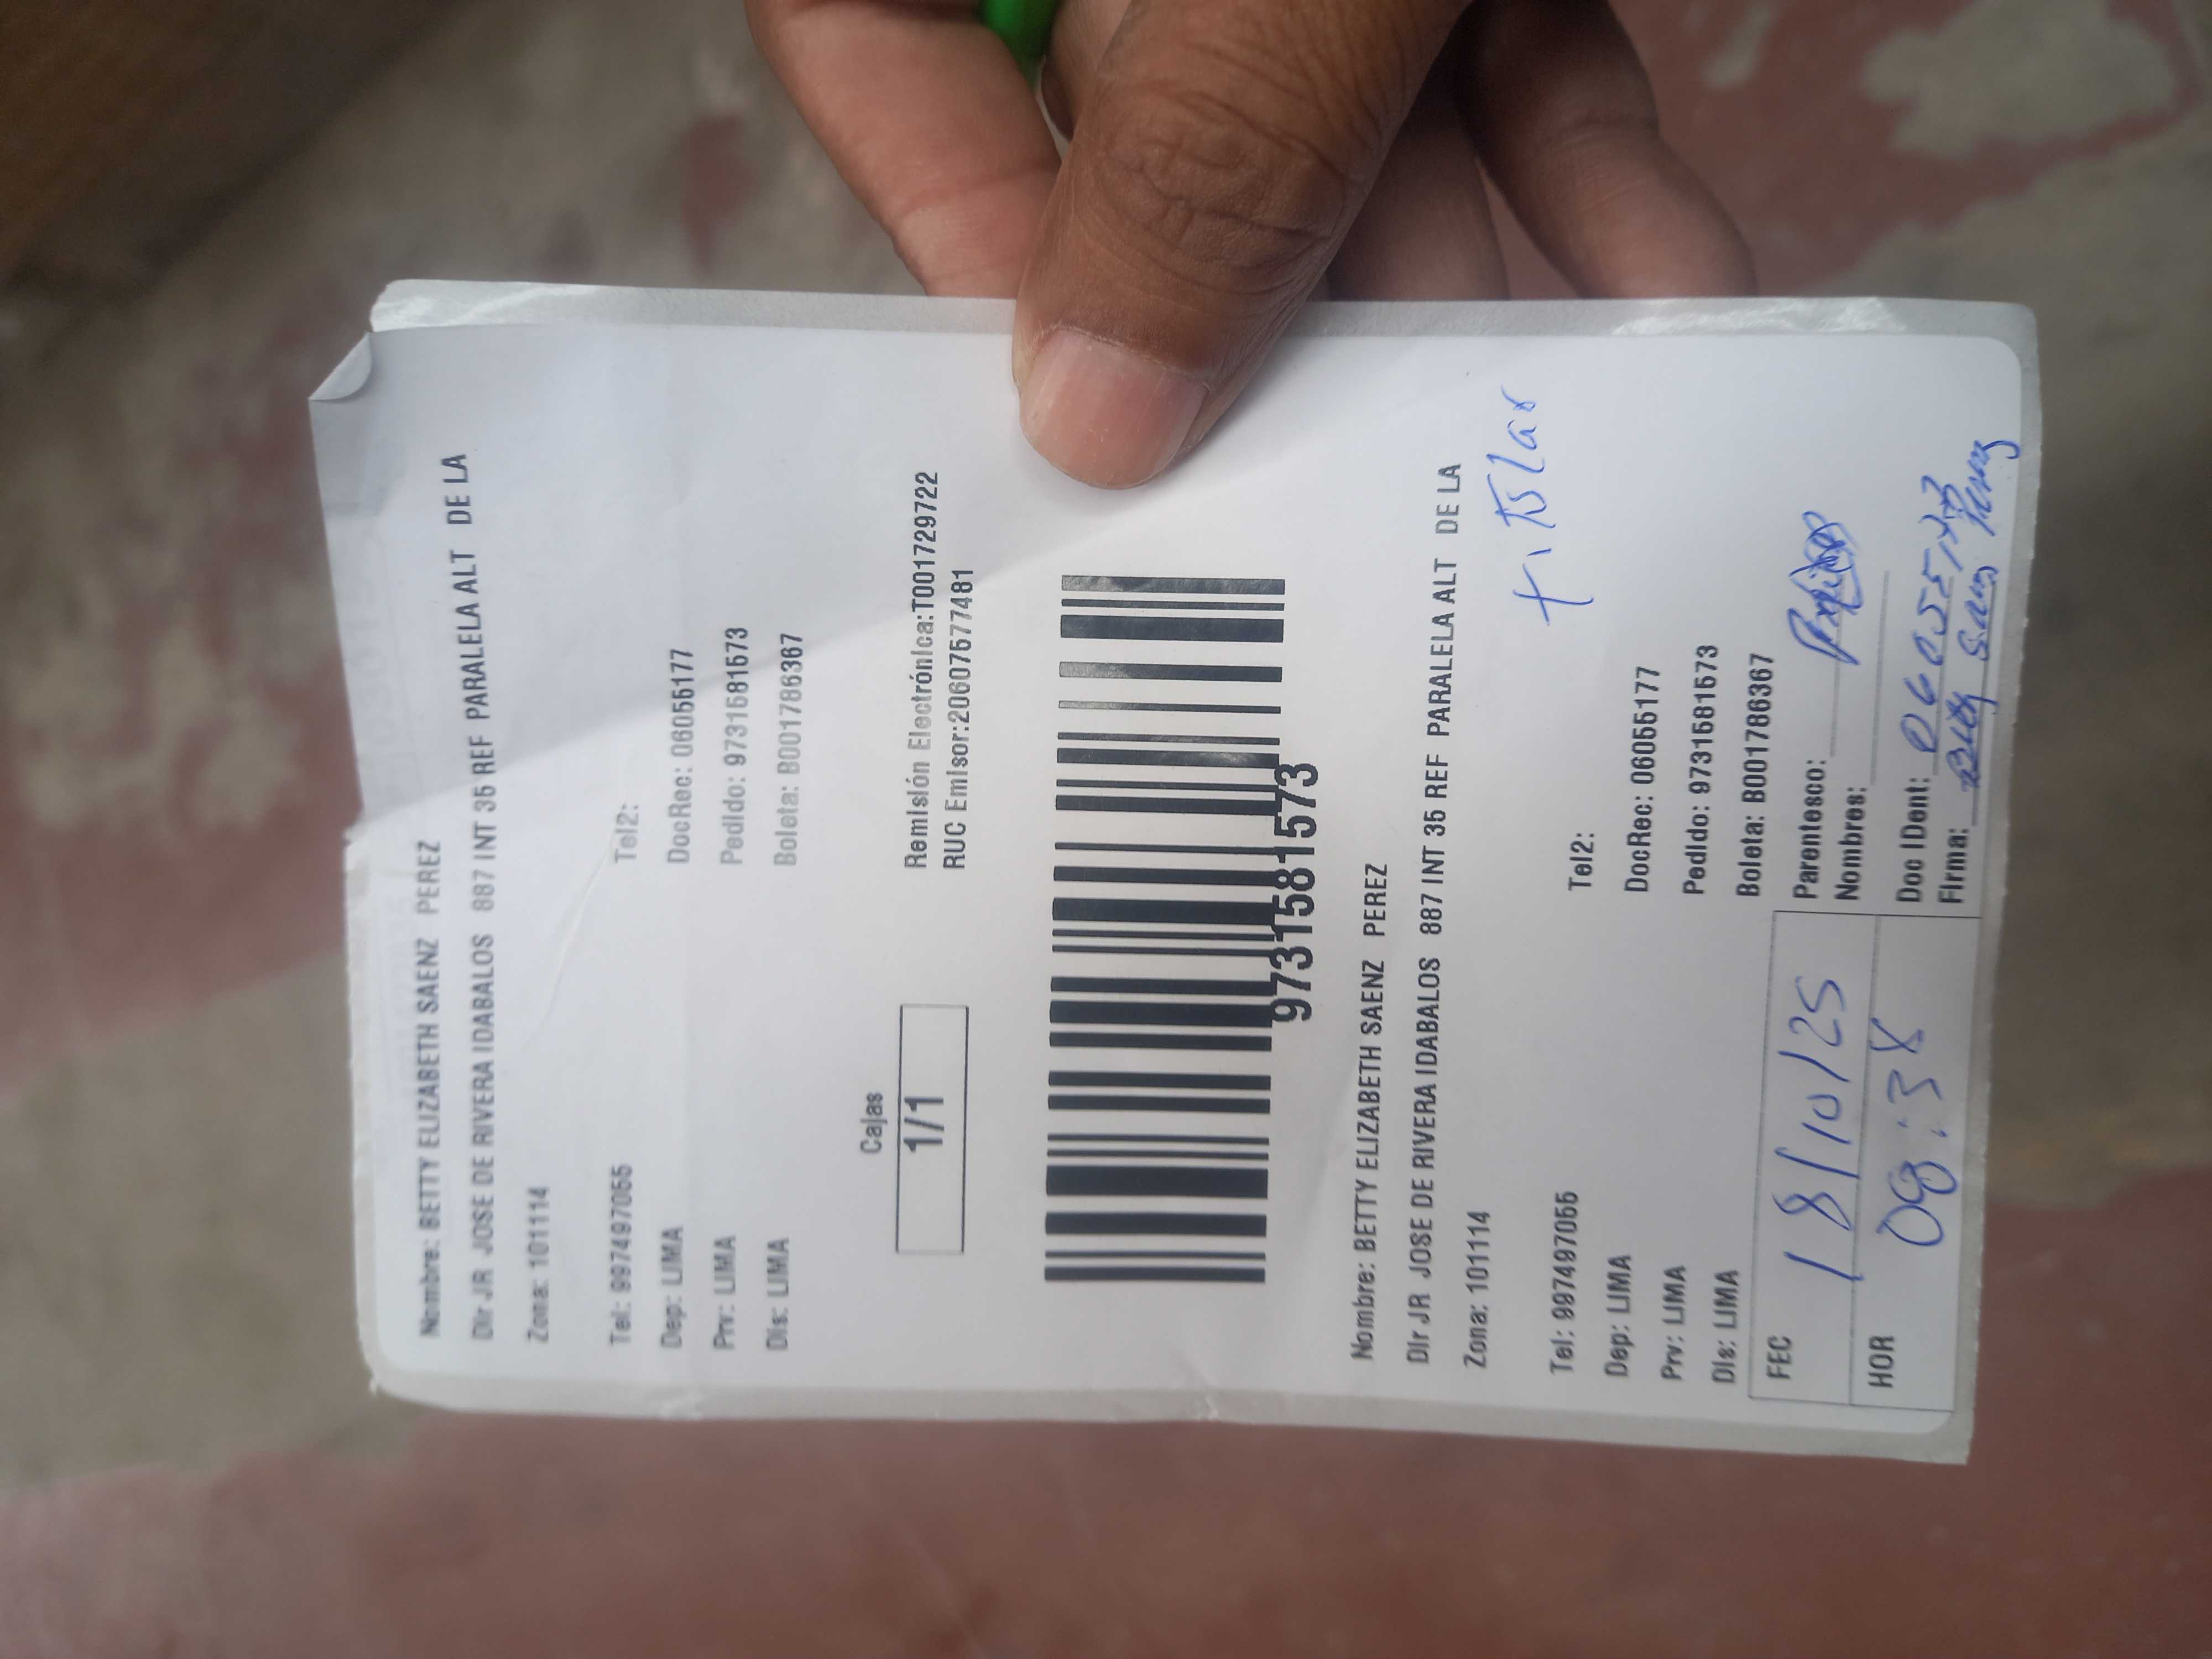 Nombre: BETTY ELIZABETH SAENZ PEREZ
Dir JR JOSE DE RIVERA IDABALOS 887 INT 35 REF PARALELA ALT DE LA
Zona: 101114
Tel: 997497055 Tel2:
Dep: LIMA DocRec: 06055177
Prv: LIMA Pedido: 9731581573
Dis: LIMA Boleta: B001786367
Cajas
1/1
Remisión Electrónica:T001729722
RUC Emisor:20607577481
9731581573
Nombre: BETTY ELIZABETH SAENZ PEREZ
Dir JR JOSE DE RIVERA IDABALOS 887 INT 35 REF PARALELA ALT DE LA
Zona: 101114
titular
Tel: 997497055 Tel2:
Dep: LIMA DocRec: 06055177
Prv: LIMA Pedido: 9731581573
Dis: LIMA Boleta: B001786367
FEC 18/10/25 Parentesco:
Nombres:
HOR Doc IDent:
Firma: Saenz Perez